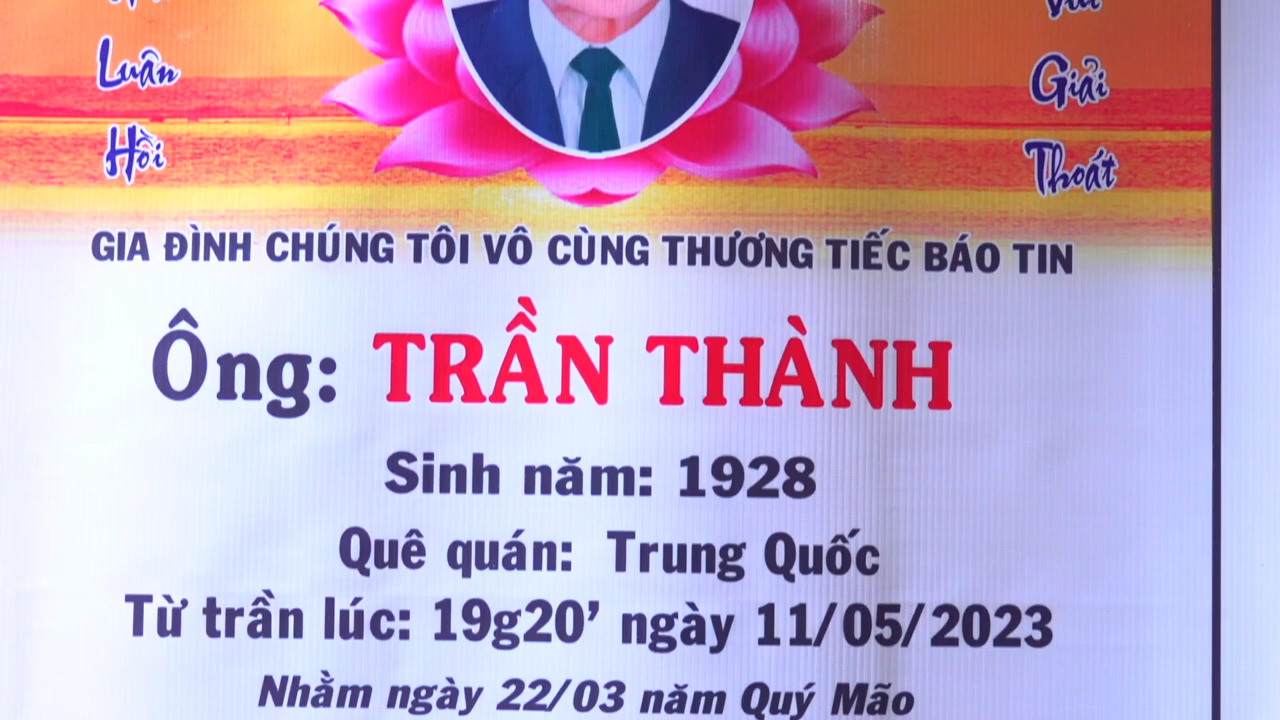 Luân
Hồi
Giải
Thoát
GIA ĐÌNH CHÚNG TÔI VÔ CÙNG THƯƠNG TIẾC BÁO TIN
Ông: TRẦN THÀNH
Sinh năm: 1928
Quê quán: Trung Quốc
Từ trần lúc: 19g20’ ngày 11/05/2023
Nhằm ngày 22/03 năm Quý Mão